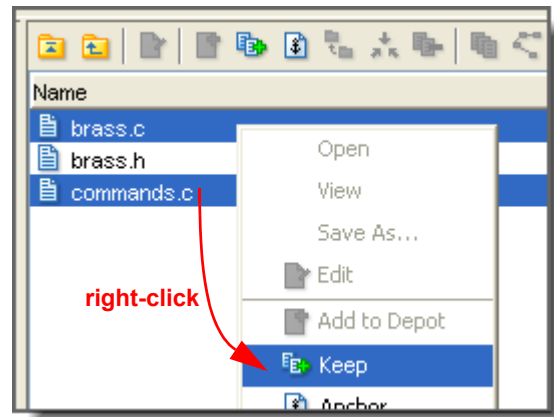 Name
brass.c
brass.h
commands.c
Open
View
Save As...
Edit
Add to Depot
Keep
Anchor
right-click